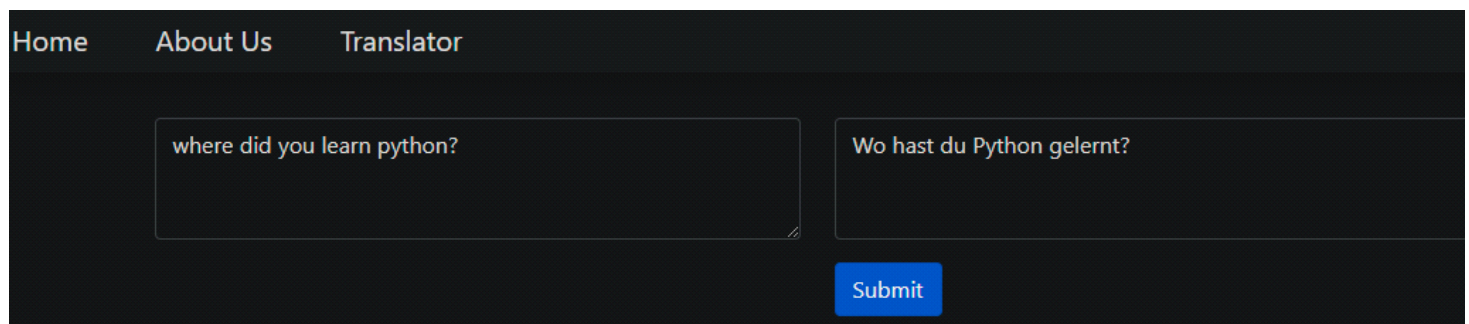 Home About Us Translator
where did you learn python?
Wo hast du Python gelernt?
Submit